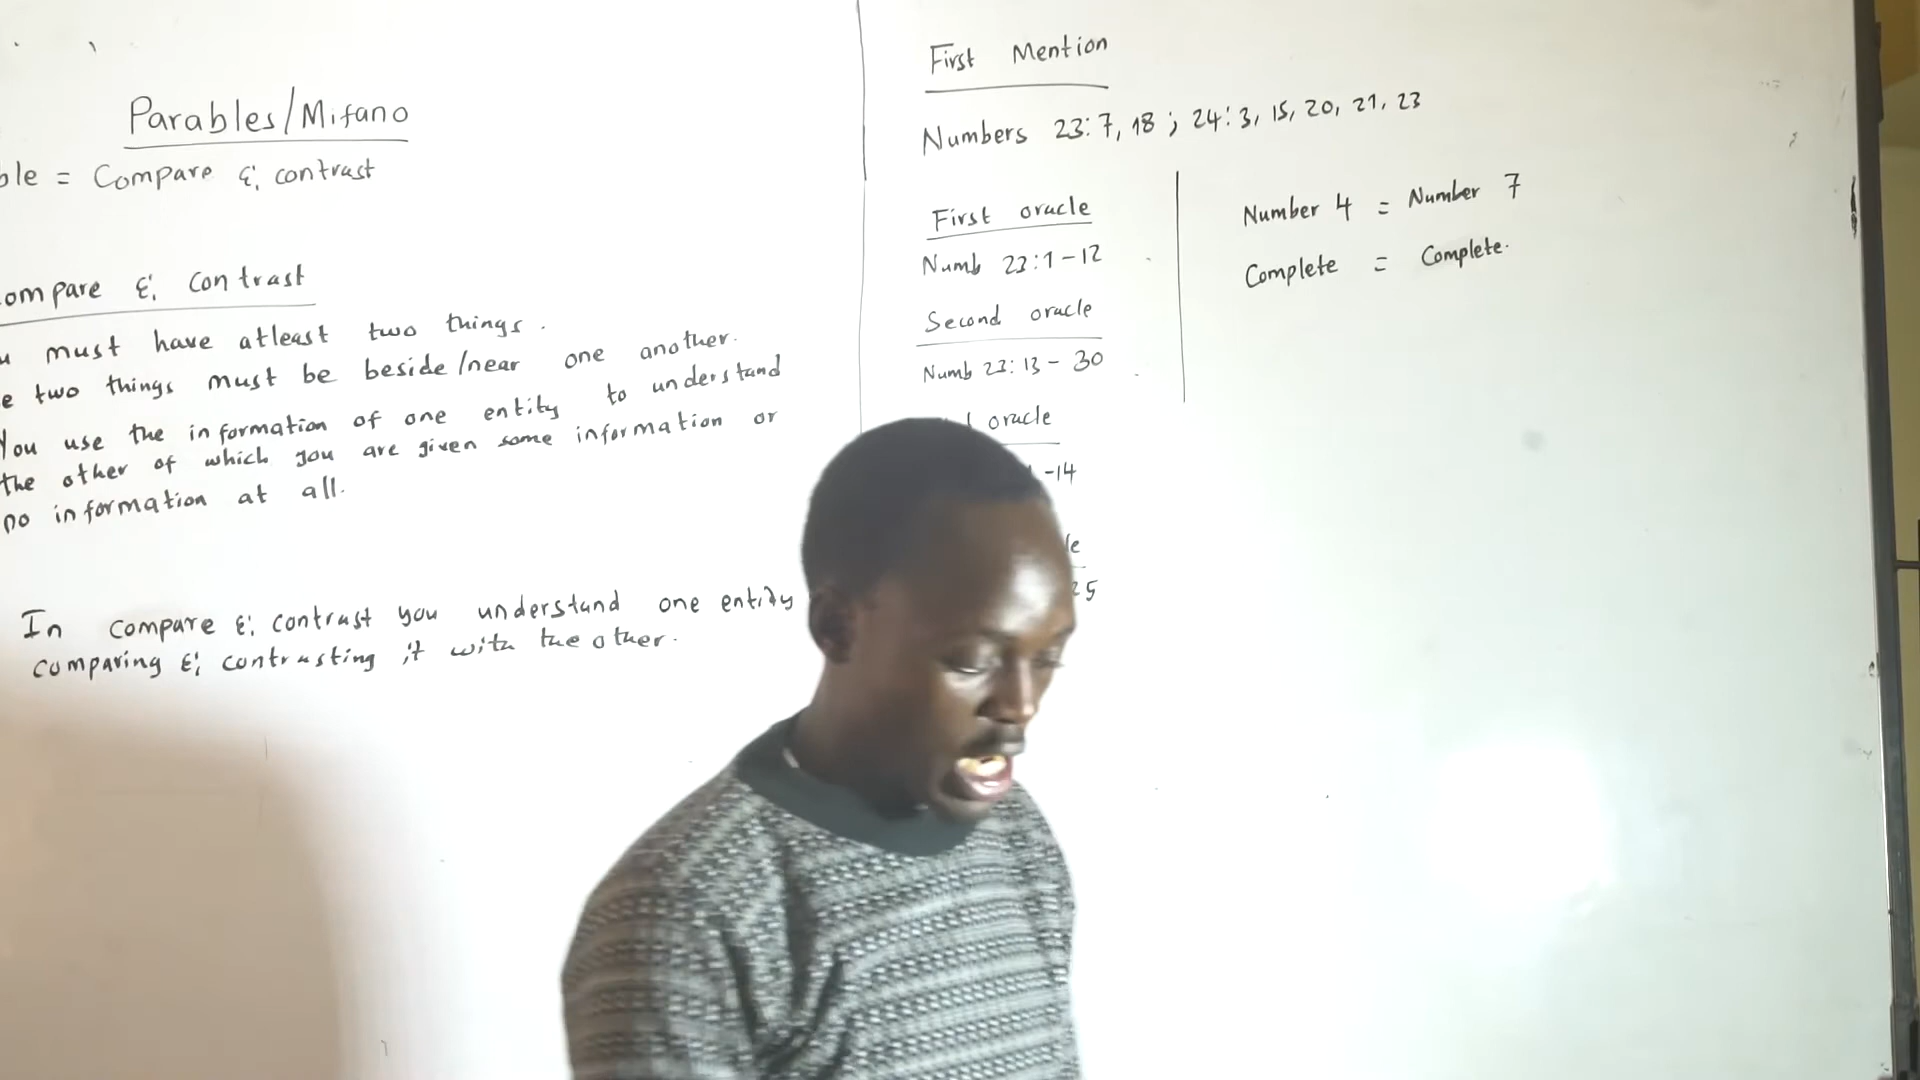 Parables/Mifano
ble = Compare & contrast
ompare & contrast
u must have atleast two things.
e two things must be beside/near one another.
You use the information of one entity to understand
the other of which you are given some information or
no information at all.
In compare & contrast you understand one entity
comparing & contrasting it with the other.
First Mention
Numbers 23:7, 18 ; 24:3, 15, 20, 21, 23
First oracle
Numb 23:1-12
Second oracle
Numb 23:13-30
oracle
-14
le
25
Number 4 = Number 7
Complete = Complete.